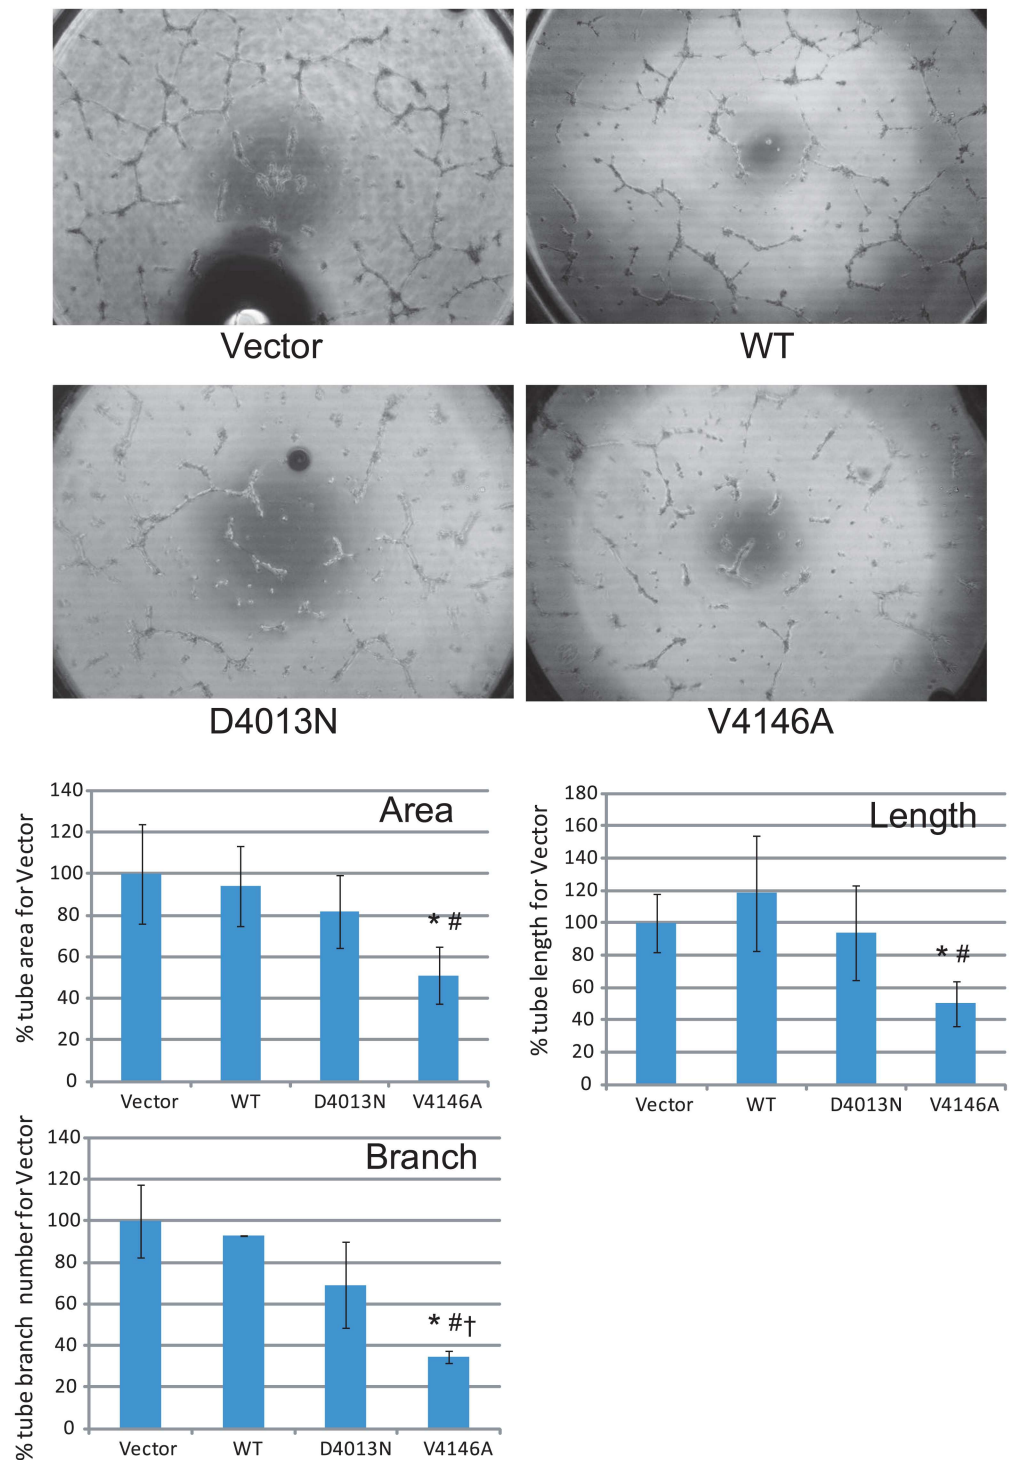 Vector
WT
D4013N
V4146A
Area
% tube area for Vector
140
120
100
80
60
40
20
0
* #
Vector WT D4013N V4146A
Length
% tube length for Vector
180
160
140
120
100
80
60
40
20
0
* #
Vector WT D4013N V4146A
Branch
% tube branch number for Vector
140
120
100
80
60
40
20
0
* #†
Vector WT D4013N V4146A